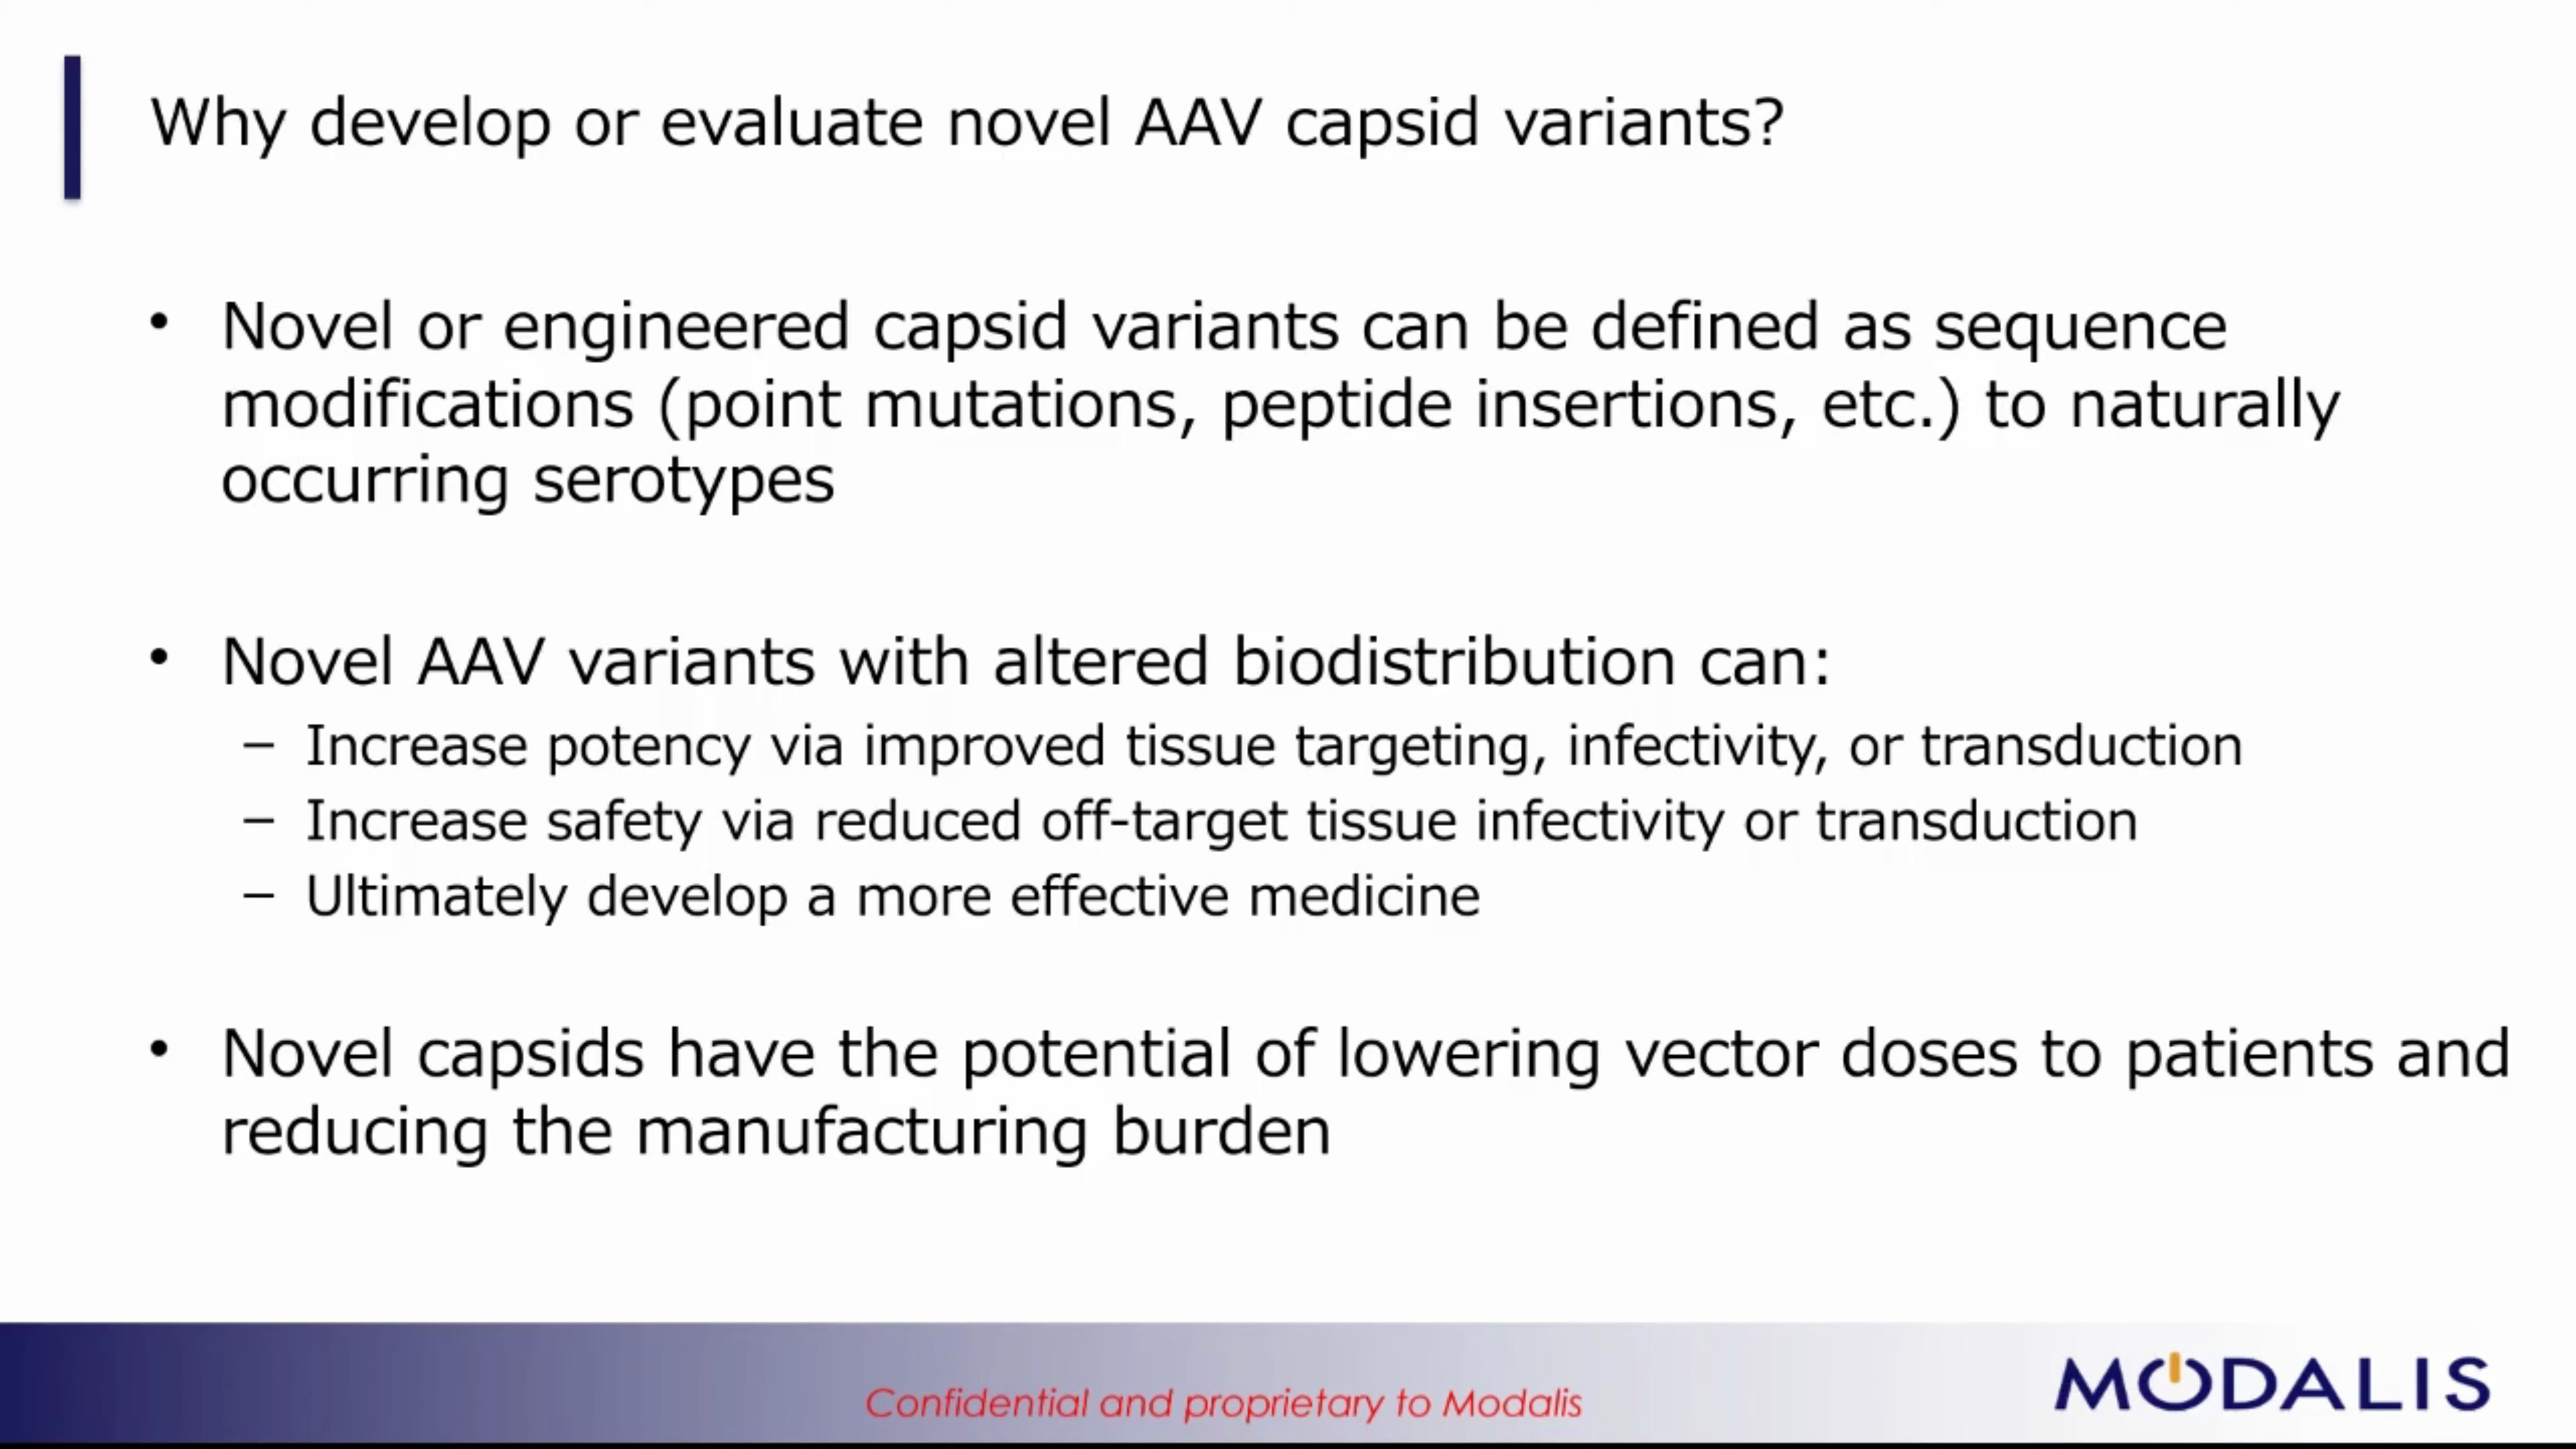 Why develop or evaluate novel AAV capsid variants?
• Novel or engineered capsid variants can be defined as sequence
modifications (point mutations, peptide insertions, etc.) to naturally
occurring serotypes
• Novel AAV variants with altered biodistribution can:
– Increase potency via improved tissue targeting, infectivity, or transduction
– Increase safety via reduced off-target tissue infectivity or transduction
– Ultimately develop a more effective medicine
• Novel capsids have the potential of lowering vector doses to patients and
reducing the manufacturing burden
Confidential and proprietary to Modalis
MODALIS